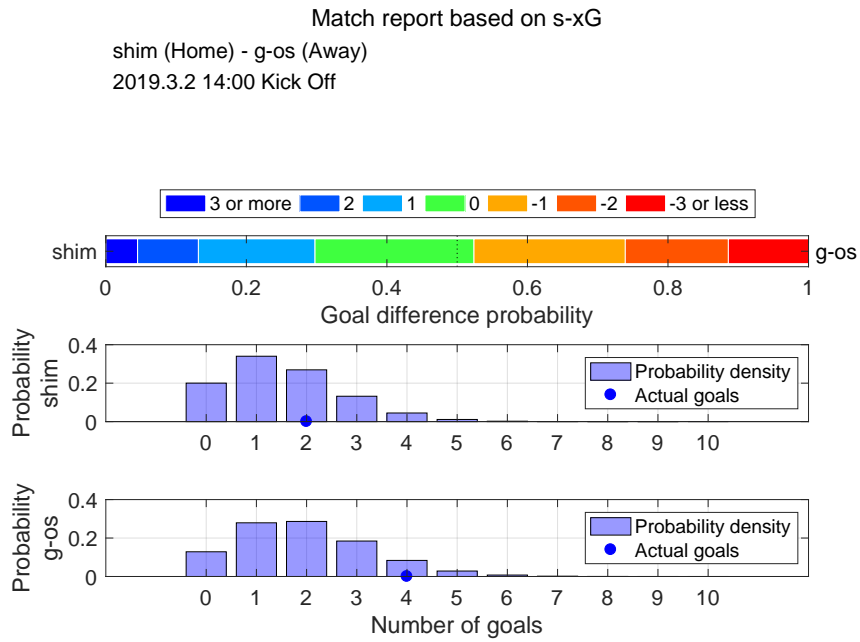 Match report based on s-xG
shim (Home) - g-os (Away)
2019.3.2 14:00 Kick Off
3 or more 2 1 0 -1 -2 -3 or less
shim g-os
0 0.2 0.4 0.6 0.8 1
Goal difference probability
Probability
shim
0.4
0.2
0
Probability density
Actual goals
0 1 2 3 4 5 6 7 8 9 10
Probability
g-os
0.4
0.2
0
Probability density
Actual goals
0 1 2 3 4 5 6 7 8 9 10
Number of goals